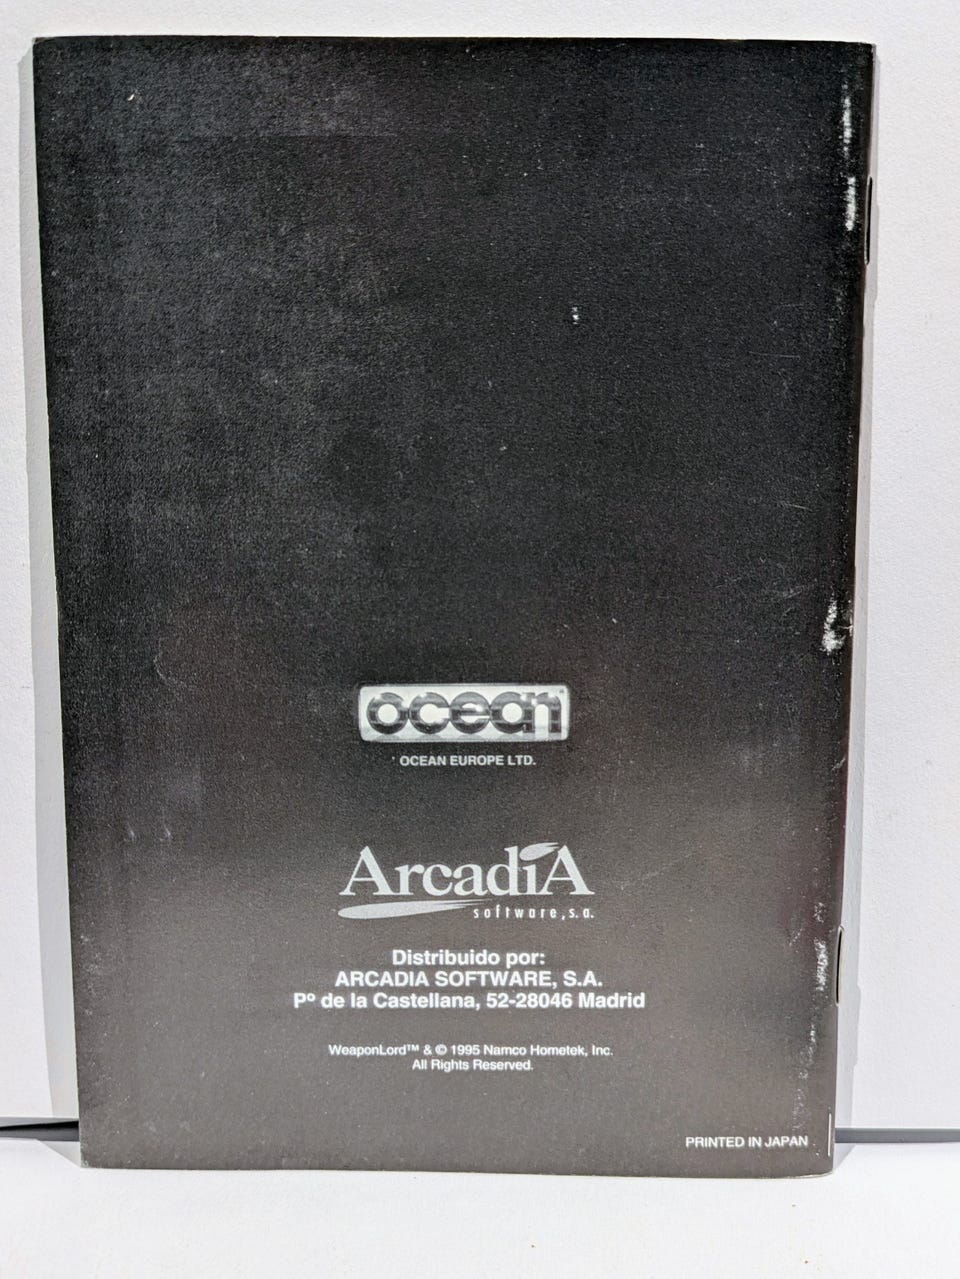 ocean
OCEAN EUROPE LTD.
ArcadiA
software, s.a.
Distribuido por:
ARCADIA SOFTWARE, S.A.
Pº de la Castellana, 52-28046 Madrid
WeaponLord™ & © 1995 Namco Hometek, Inc.
All Rights Reserved.
PRINTED IN JAPAN